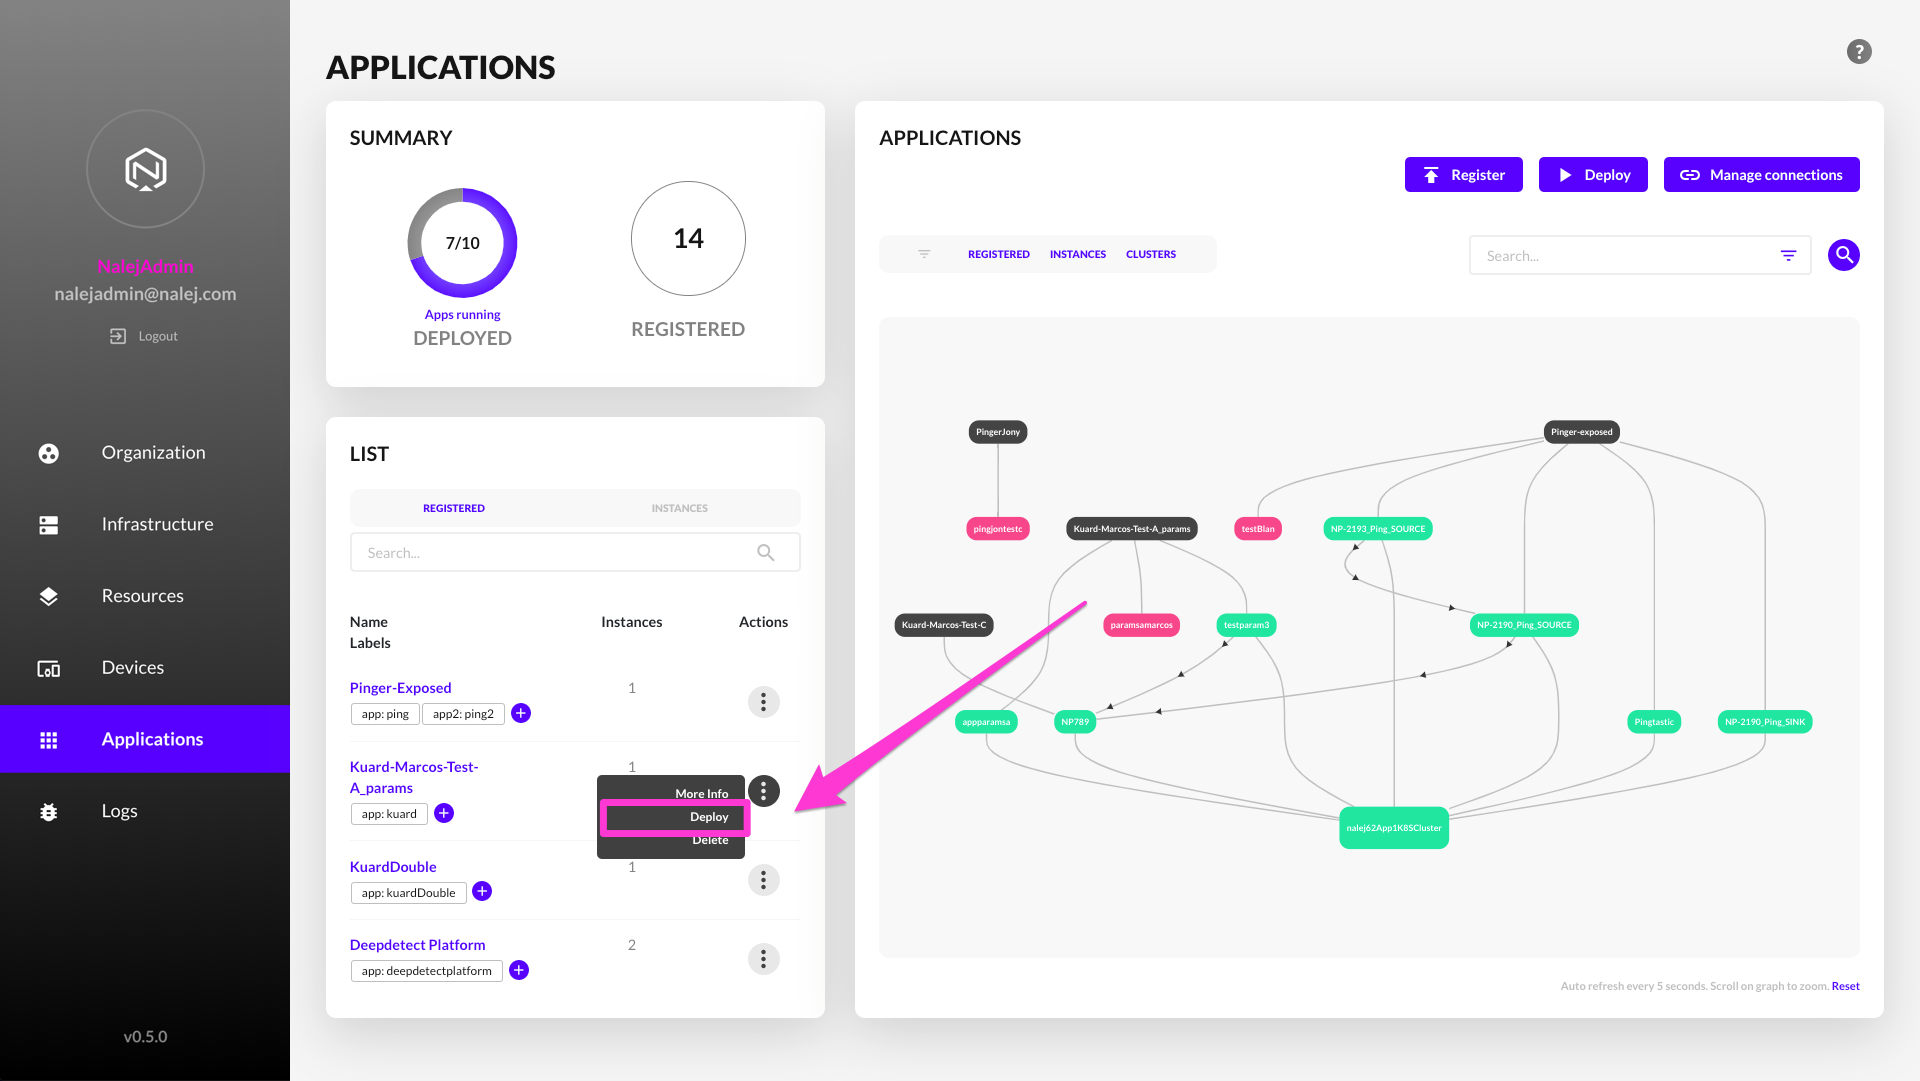 NalejAdmin
nalejadmin@nalej.com
Logout
Organization
Infrastructure
Resources
Devices
Applications
Logs
v0.5.0
APPLICATIONS
?
SUMMARY
7/10
Apps running
DEPLOYED
14
REGISTERED
LIST
REGISTERED INSTANCES
Search...
Name Instances Actions
Labels
Pinger-Exposed 1
app: ping app2: ping2
Kuard-Marcos-Test- 1
A_params
app: kuard
More Info
Deploy
Delete
KuardDouble 1
app: kuardDouble
Deepdetect Platform 2
app: deepdetectplatform
APPLICATIONS
Register Deploy Manage connections
REGISTERED INSTANCES CLUSTERS
Search...
PingerJony Pinger-exposed
pingjontestc Kuard-Marcos-Test-A_params testBlan NP-2193_Ping_SOURCE
Kuard-Marcos-Test-C paramsamarcos testparam3 NP-2190_Ping_SOURCE
appparamsa NP789 Pingtastic NP-2190_Ping_SINK
nalej62App1K8SCluster
Auto refresh every 5 seconds. Scroll on graph to zoom. Reset